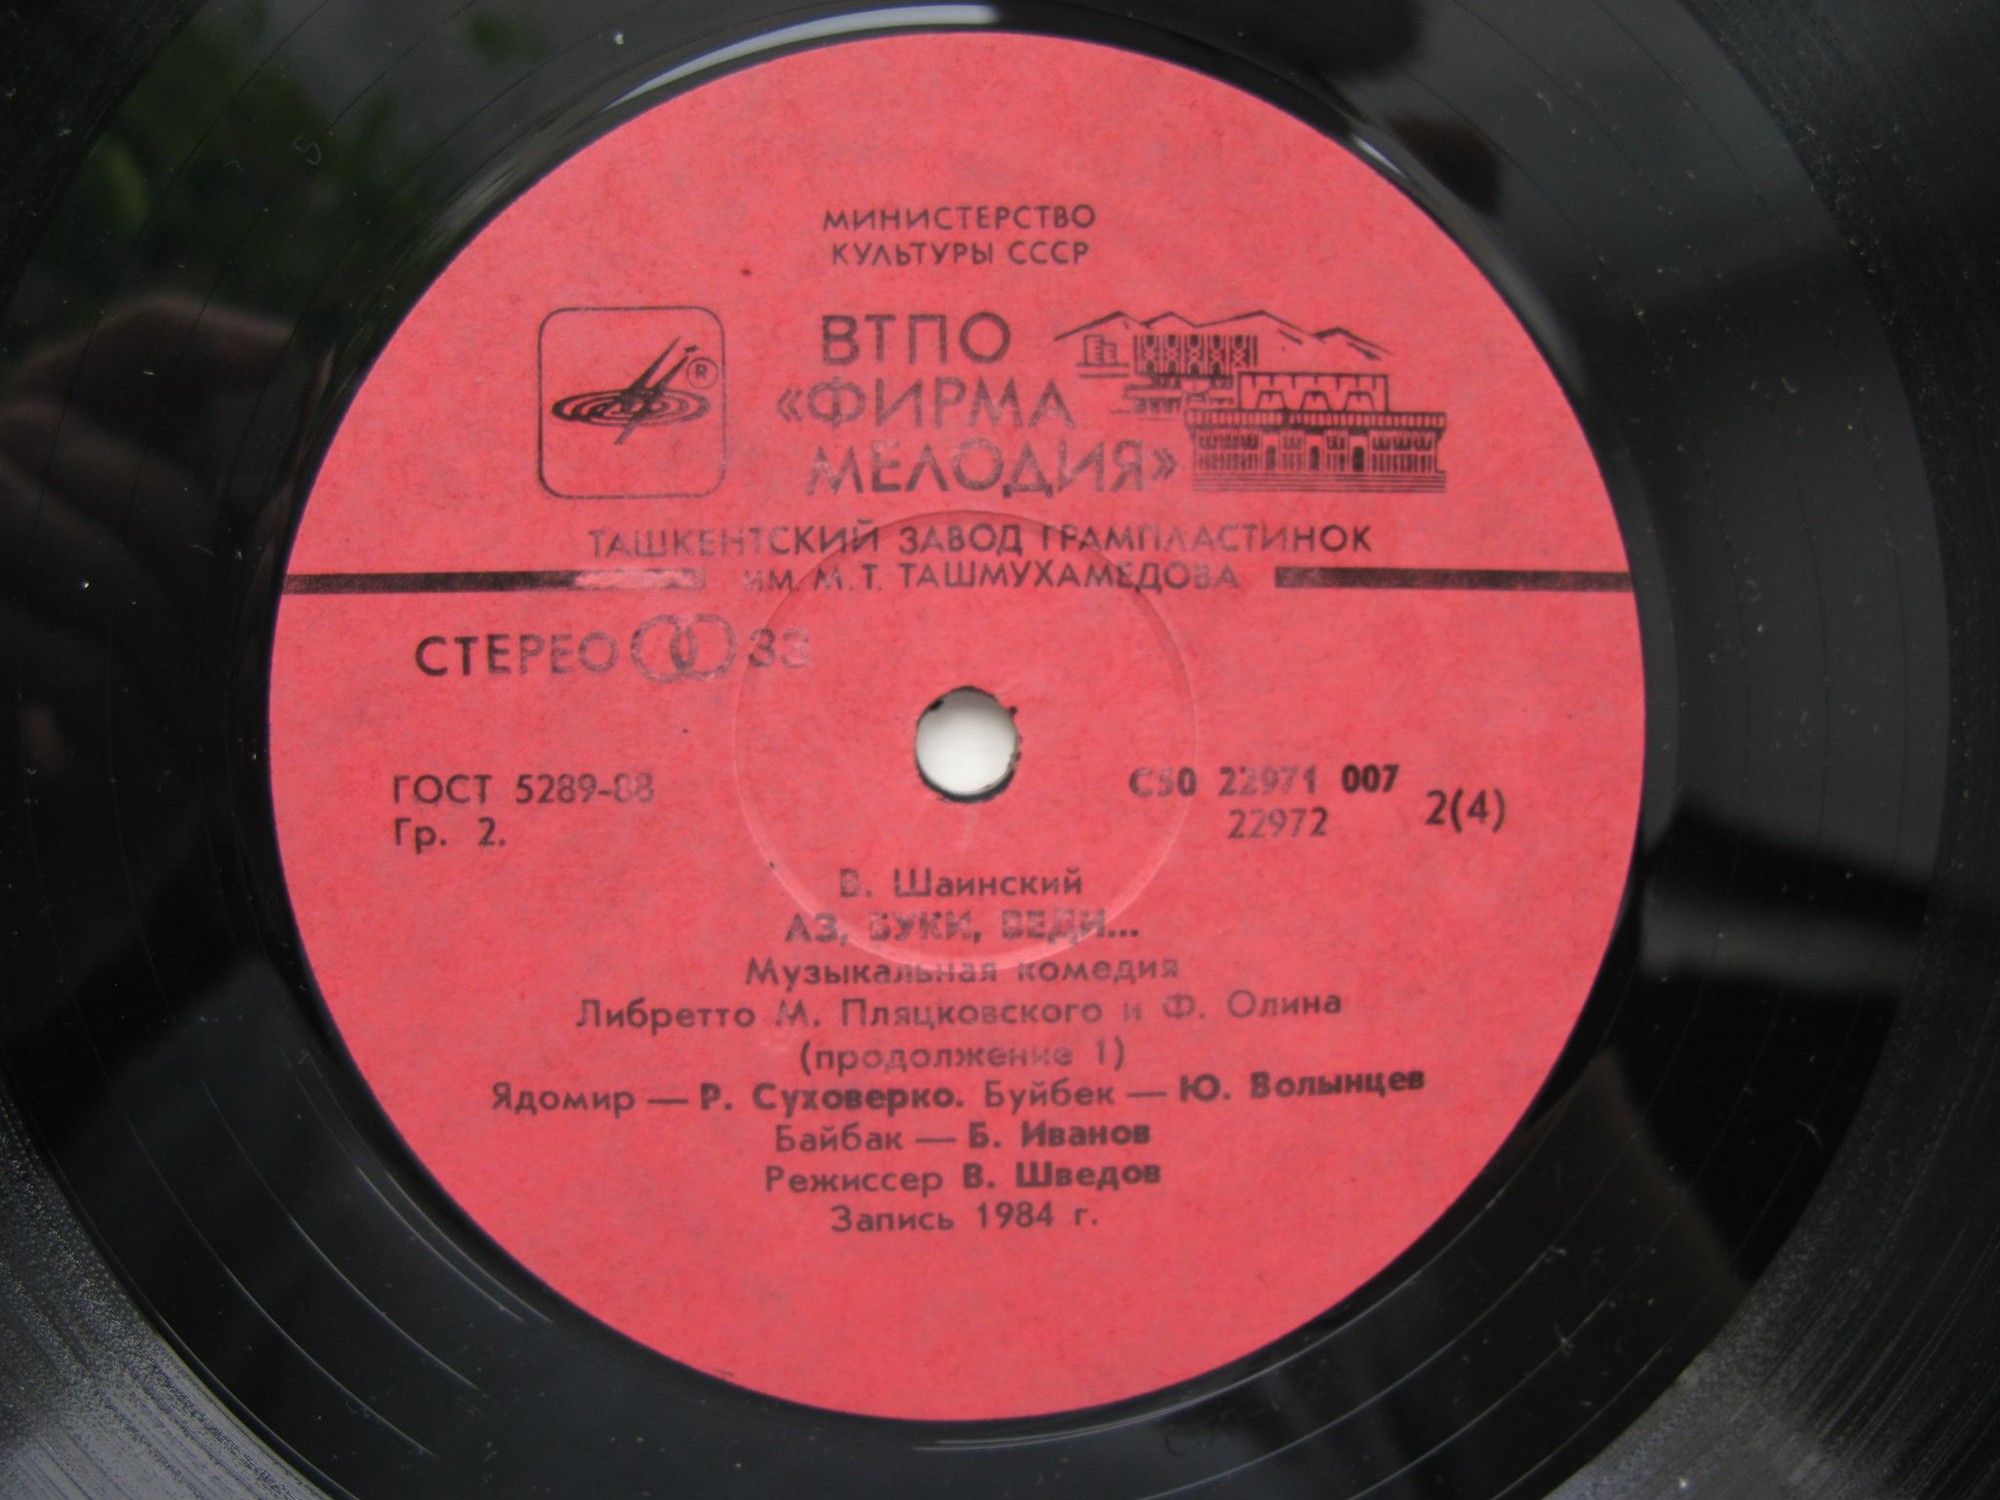 МИНИСТЕРСТВО
КУЛЬТУРЫ СССР
ВТПО
«ФИРМА
МЕЛОДИЯ»
R
ТАШКЕНТСКИЙ ЗАВОД ГРАМПЛАСТИНОК
ИМ. М. Т. ТАШМУХАМЕДОВА
СТЕРЕО 33
ГОСТ 5289-88
Гр. 2.
С50 22971 007
22972
2(4)
В. Шаинский
АЗ, БУКИ, ВЕДИ...
Музыкальная комедия
Либретто М. Пляцковского и Ф. Олина
(продолжение 1)
Ядомир — Р. Суховерко. Буйбек — Ю. Волынцев
Байбак — Б. Иванов
Режиссер В. Шведов
Запись 1984 г.